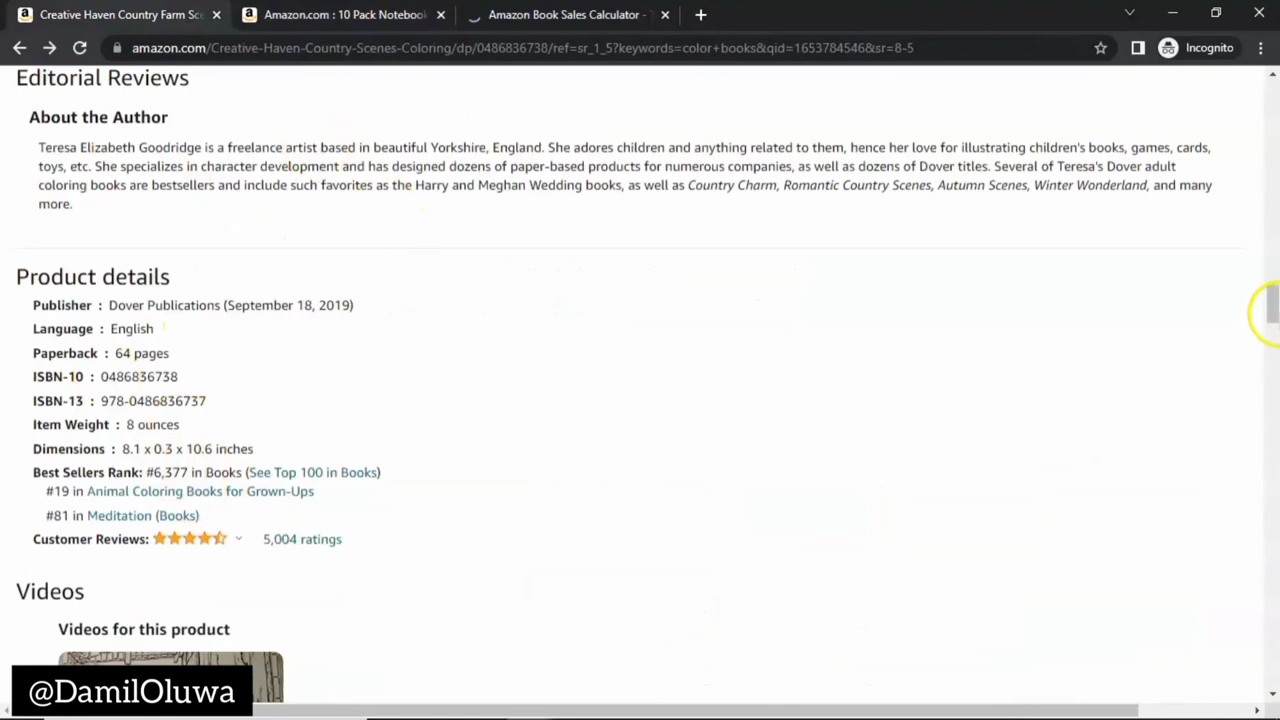 Creative Haven Country Farm Sce
Amazon.com : 10 Pack Notebook
Amazon Book Sales Calculator - T
amazon.com/Creative-Haven-Country-Scenes-Coloring/dp/0486836738/ref=sr_1_5?keywords=color+books&qid=1653784546&sr=8-5
Incognito
Editorial Reviews
About the Author
Teresa Elizabeth Goodridge is a freelance artist based in beautiful Yorkshire, England. She adores children and anything related to them, hence her love for illustrating children's books, games, cards,
toys, etc. She specializes in character development and has designed dozens of paper-based products for numerous companies, as well as dozens of Dover titles. Several of Teresa's Dover adult
coloring books are bestsellers and include such favorites as the Harry and Meghan Wedding books, as well as Country Charm, Romantic Country Scenes, Autumn Scenes, Winter Wonderland, and many
more.
Product details
Publisher : Dover Publications (September 18, 2019)
Language : English
Paperback : 64 pages
ISBN-10 : 0486836738
ISBN-13 : 978-0486836737
Item Weight : 8 ounces
Dimensions : 8.1 x 0.3 x 10.6 inches
Best Sellers Rank: #6,377 in Books (See Top 100 in Books)
#19 in Animal Coloring Books for Grown-Ups
#81 in Meditation (Books)
Customer Reviews: 5,004 ratings
Videos
Videos for this product
@DamilOluwa